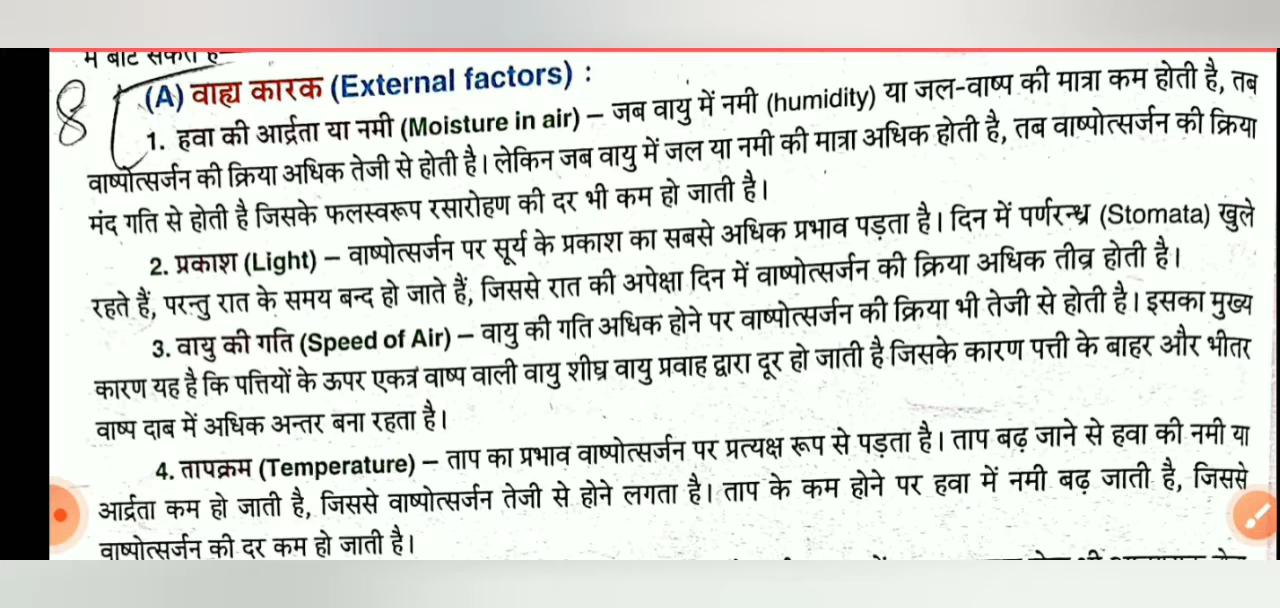 में बाँट सकते हैं
8
(A) वाह्य कारक (External factors) :
1. हवा की आर्द्रता या नमी (Moisture in air) – जब वायु में नमी (humidity) या जल-वाष्प की मात्रा कम होती है, तब
वाष्पोत्सर्जन की क्रिया अधिक तेजी से होती है। लेकिन जब वायु में जल या नमी की मात्रा अधिक होती है, तब वाष्पोत्सर्जन की क्रिया
मंद गति से होती है जिसके फलस्वरूप रसारोहण की दर भी कम हो जाती है।
2. प्रकाश (Light) – वाष्पोत्सर्जन पर सूर्य के प्रकाश का सबसे अधिक प्रभाव पड़ता है। दिन में पर्णरन्ध्र (Stomata) खुले
रहते हैं, परन्तु रात के समय बन्द हो जाते हैं, जिससे रात की अपेक्षा दिन में वाष्पोत्सर्जन की क्रिया अधिक तीव्र होती है।
3. वायु की गति (Speed of Air) – वायु की गति अधिक होने पर वाष्पोत्सर्जन की क्रिया भी तेजी से होती है। इसका मुख्य
कारण यह है कि पत्तियों के ऊपर एकत्र वाष्प वाली वायु शीघ्र वायु प्रवाह द्वारा दूर हो जाती है जिसके कारण पत्ती के बाहर और भीतर
वाष्प दाब में अधिक अन्तर बना रहता है।
4. तापक्रम (Temperature) – ताप का प्रभाव वाष्पोत्सर्जन पर प्रत्यक्ष रूप से पड़ता है। ताप बढ़ जाने से हवा की नमी या
आर्द्रता कम हो जाती है, जिससे वाष्पोत्सर्जन तेजी से होने लगता है। ताप के कम होने पर हवा में नमी बढ़ जाती है, जिससे
वाष्पोत्सर्जन की दर कम हो जाती है।